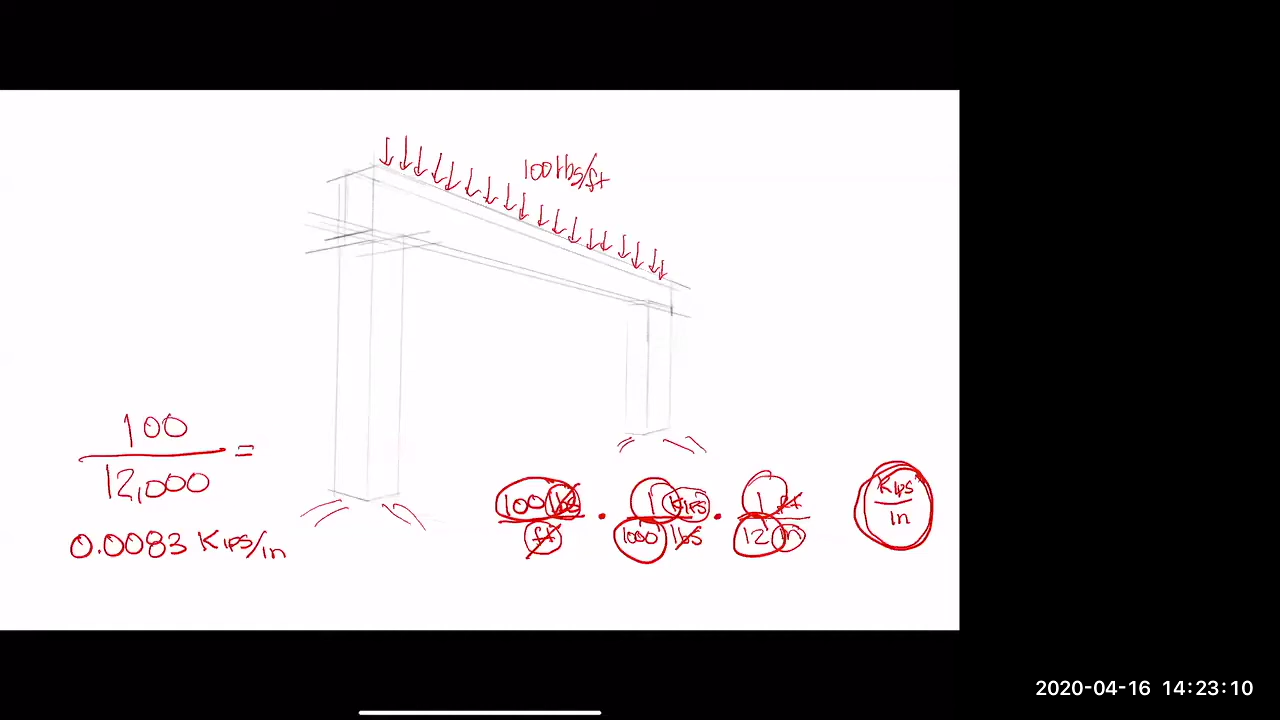 100 lbs/ft
100
12,000
=
0.0083 Kips/in
100 lbs . 1 Kips . 1 ft
ft 1000 lbs 12 in
Kips
in
2020-04-16 14:23:10